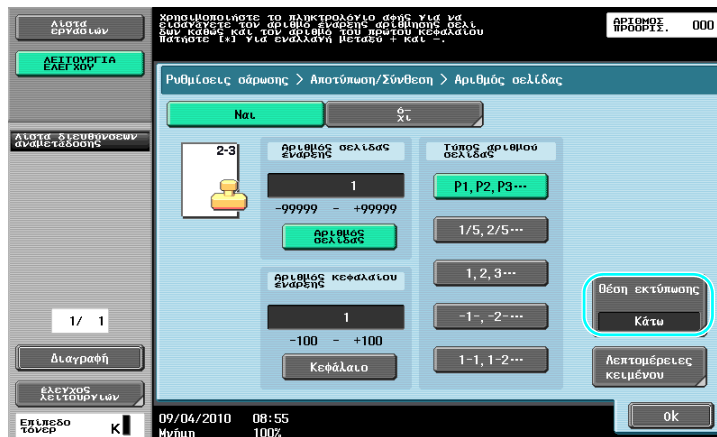 Λίστα
εργασιών
Χρησιμοποιήστε το πληκτρολόγιο αφής για να
εισαγάγετε τον αριθμό του αρχικής σελί
δων καθώς και τον αριθμό του πρώτου κεφαλαίου
Πατήστε [*] για εναλλαγή μεταξύ + και -.
ΑΡΙΘΜΟΣ
ΠΡΟΟΡΙΣ.
000
ΛΕΙΤΟΥΡΓΙΑ
ΕΛΕΓΧΟΥ
Ρυθμίσεις σάρωσης > Αποτύπωση/Σύνθεση > Αριθμός σελίδας
Ναι
ό-
χι
Λίστα διευθύνσεων
αναμετάδοσης
2-3
Αριθμός σελίδας
έναρξης
1
-99999 - +99999
Αριθμός
σελίδας
Τύπος αριθμού
σελίδας
P1,P2,P3…
1/5,2/5…
1,2,3…
-1-,-2-…
1-1,1-2…
Αριθμός κεφαλαίου
έναρξης
1
-100 - +100
Κεφάλαιο
Θέση εκτύπωσης
Κάτω
Λεπτομέρειες
κειμένου
1/ 1
Διαγραφή
έλεγχος
λειτουργιών
Επίπεδο
τόνερ
K
09/04/2010 08:55
Μνήμη 100%
Ok